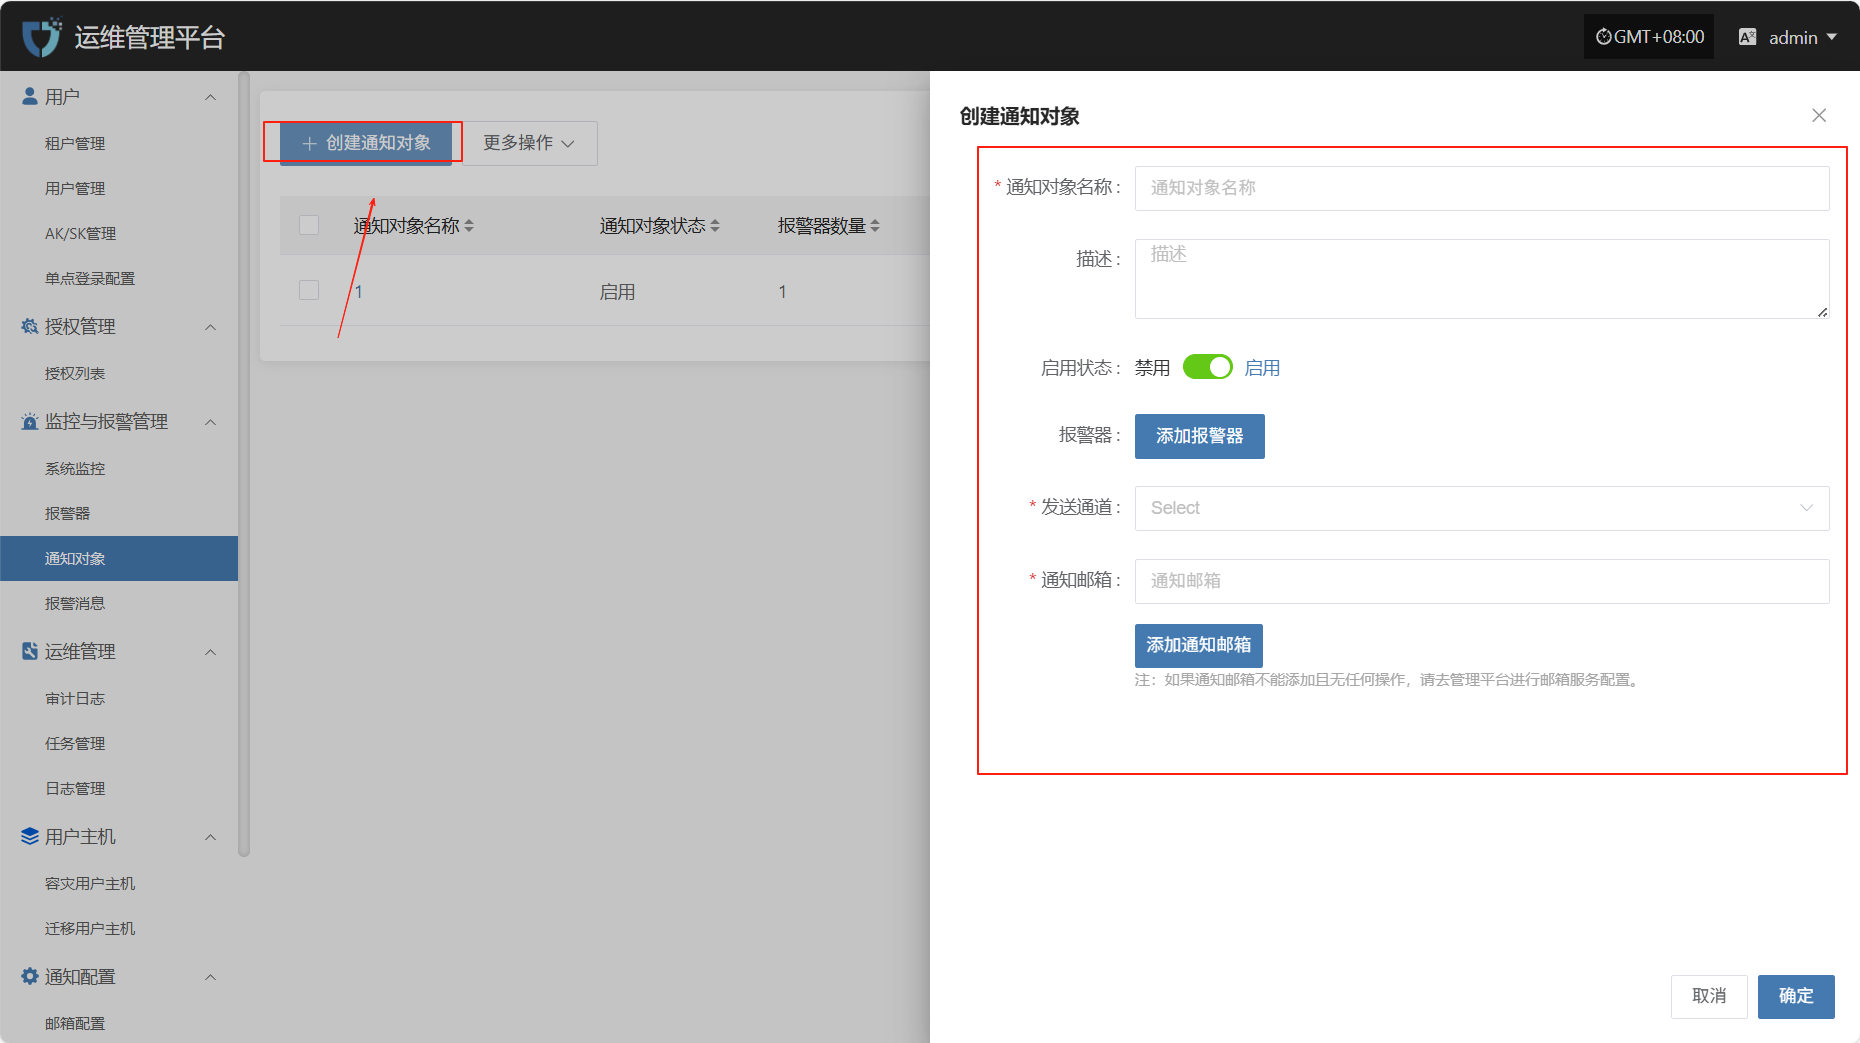 运维管理平台
GMT+08:00
admin
用户
租户管理
用户管理
AK/SK管理
单点登录配置
授权管理
授权列表
监控与报警管理
系统监控
报警器
通知对象
报警消息
运维管理
审计日志
任务管理
日志管理
用户主机
容灾用户主机
迁移用户主机
通知配置
邮箱配置
创建通知对象
更多操作
通知对象名称 通知对象状态 报警器数量
1 启用 1
创建通知对象
* 通知对象名称 : 通知对象名称
描述 : 描述
启用状态 : 禁用 启用
报警器 : 添加报警器
* 发送通道 : Select
* 通知邮箱 : 通知邮箱
添加通知邮箱
注：如果通知邮箱不能添加且无任何操作，请去管理平台进行邮箱服务配置。
取消 确定